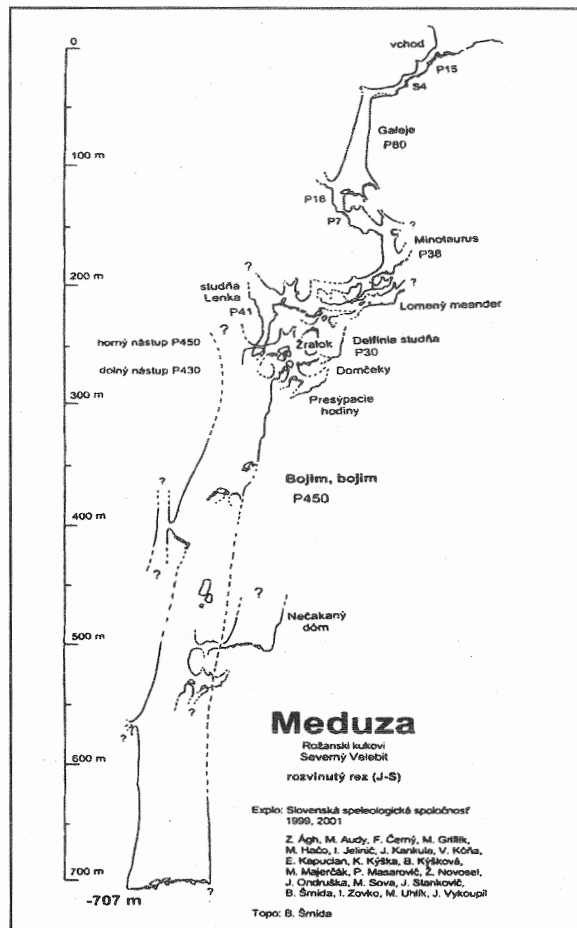 0
vchod
P15
S4
Galeje
P80
100 m
P16
P7
?
Minotaurus
P38
200 m
?
studňa
Lenka
P41
?
Lomený meander
horný nástup P450
?
Žralok
Delfínia studňa
P30
dolný nástup P430
Domčeky
300 m
Presýpacie
hodiny
Bojím, bojím
P450
?
400 m
?
?
Nečakaný
dóm
500 m
?
?
Meduza
Rožanski kukovi
Severný Velebit
600 m
rozvinutý rez (J-S)
Explo: Slovenská speleologická spoločnosť
1999, 2001
Z. Ágh, M. Audy, F. Černý, M. Griflik,
M. Hačo, I. Jelinić, J. Kankula, V. Kôňa,
E. Kapucian, K. Kýška, B. Kýšková,
M. Majerčák, P. Masarovič, Ž. Novosel,
J. Ondruška, M. Sova, J. Stankovič,
B. Šmída, I. Zovko, M. Uhlík, J. Vykoupil
700 m
-707 m
?
Topo: B. Šmída